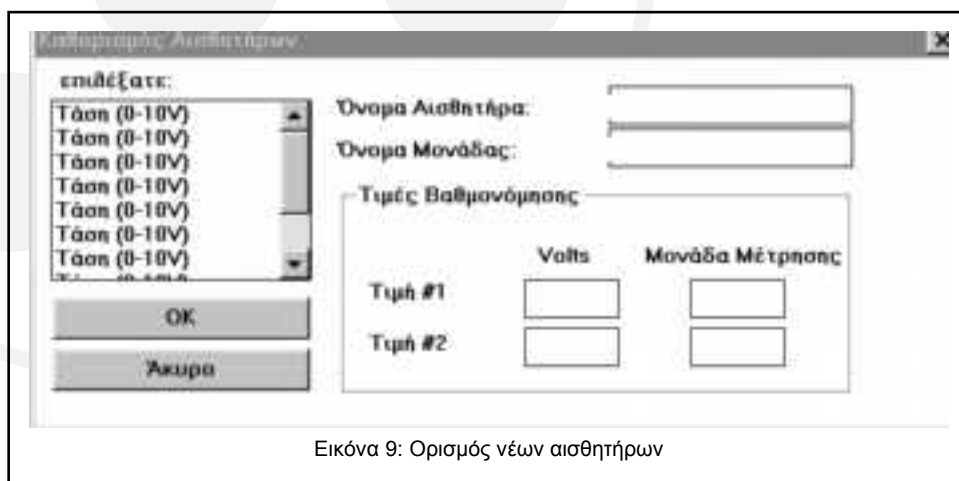 Καθορισμός Αισθητήρων
επιλέξατε:
Τάση (0-10V)
Τάση (0-10V)
Τάση (0-10V)
Τάση (0-10V)
Τάση (0-10V)
Τάση (0-10V)
Τάση (0-10V)
OK
Άκυρο
Όνομα Αισθητήρα:
Όνομα Μονάδας:
Τιμές Βαθμονόμησης
Volts Μονάδα Μέτρησης
Τιμή #1
Τιμή #2
Εικόνα 9: Ορισμός νέων αισθητήρων